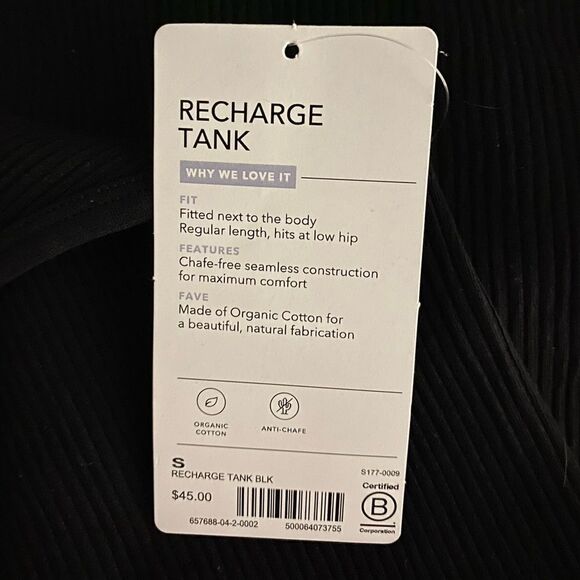 RECHARGE
TANK
WHY WE LOVE IT
FIT
Fitted next to the body
Regular length, hits at low hip
FEATURES
Chafe-free seamless construction
for maximum comfort
FAVE
Made of Organic Cotton for
a beautiful, natural fabrication
ORGANIC
COTTON
ANTI-CHAFE
S
RECHARGE TANK BLK
S177-0009
$45.00
657688-04-2-0002
500064073755
Certified
B
Corporation